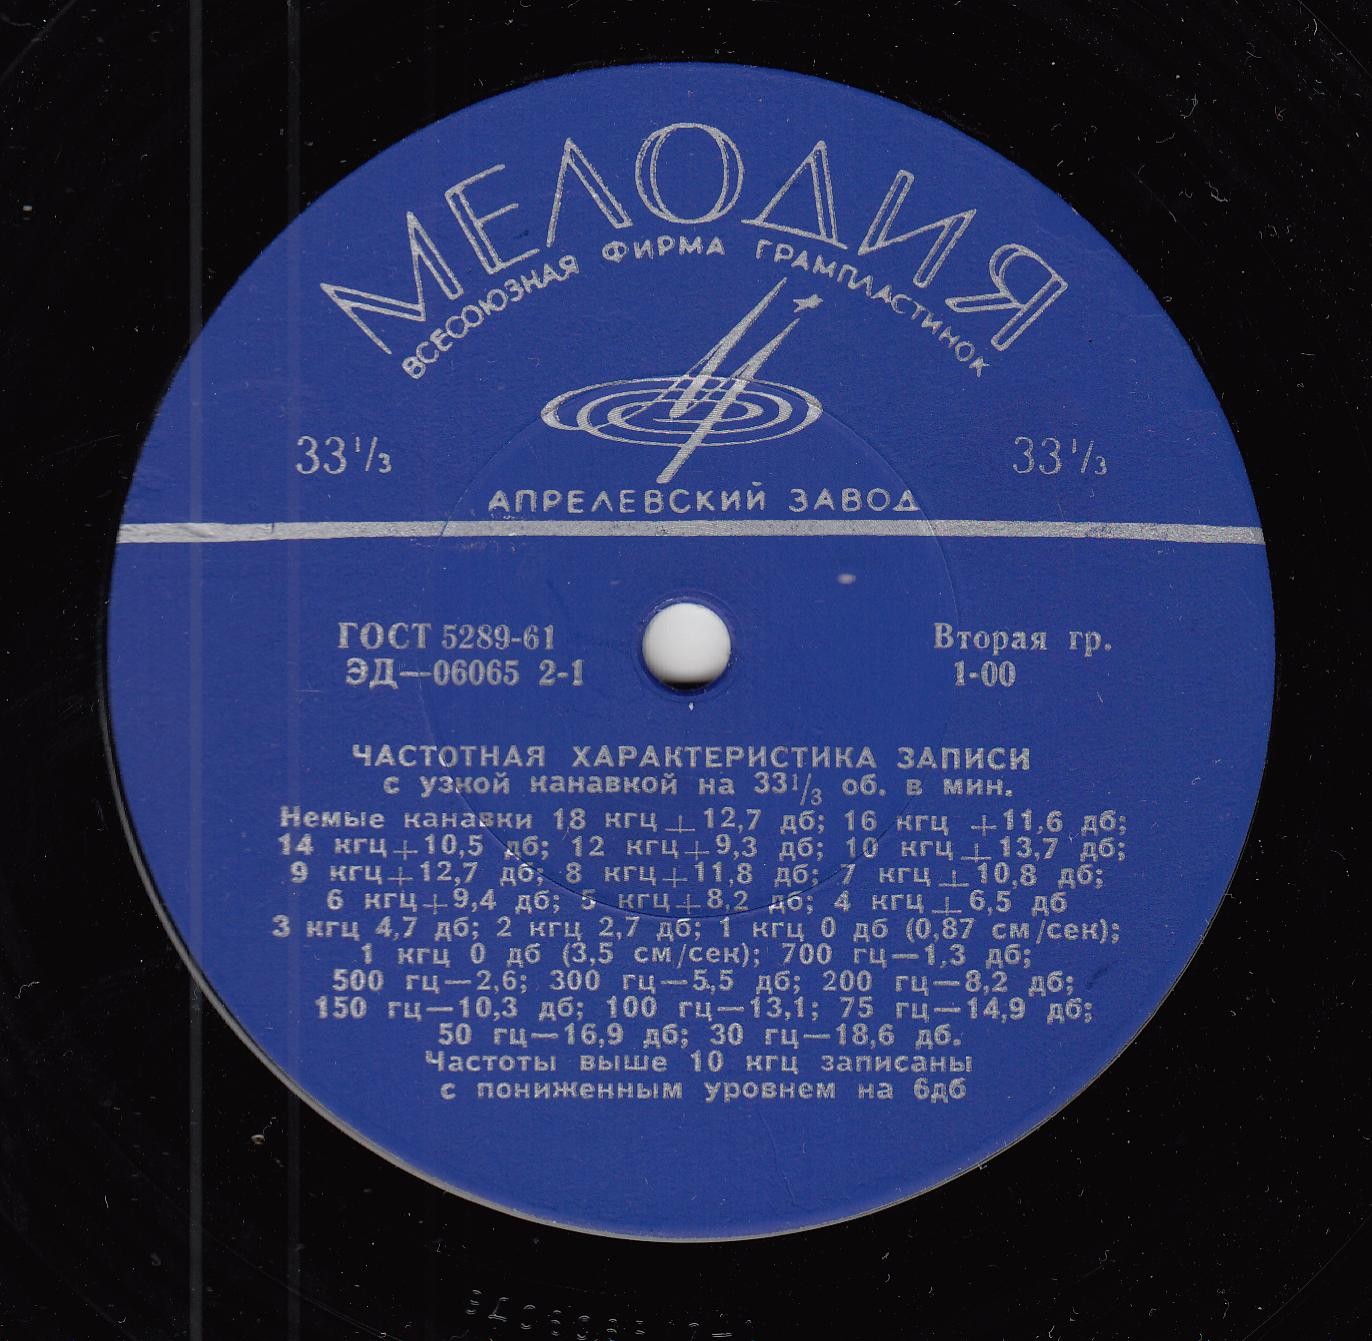 МЕЛОДИЯ
ВСЕСОЮЗНАЯ ФИРМА ГРАМПЛАСТИНОК
33 1/3 33 1/3
АПРЕЛЕВСКИЙ ЗАВОД
ГОСТ 5289-61 Вторая гр.
ЭД—06065 2-1 1-00
ЧАСТОТНАЯ ХАРАКТЕРИСТИКА ЗАПИСИ
с узкой канавкой на 33 1/3 об. в мин.
Немые канавки 18 кгц + 12,7 дб; 16 кгц +11,6 дб;
14 кгц+10,5 дб; 12 кгц+9,3 дб; 10 кгц+13,7 дб;
9 кгц+12,7 дб; 8 кгц+11,8 дб; 7 кгц+10,8 дб;
6 кгц+9,4 дб; 5 кгц+8,2 дб; 4 кгц+6,5 дб
3 кгц 4,7 дб; 2 кгц 2,7 дб; 1 кгц 0 дб (0,87 см/сек);
1 кгц 0 дб (3,5 см/сек); 700 гц—1,3 дб;
500 гц—2,6; 300 гц—5,5 дб; 200 гц—8,2 дб;
150 гц—10,3 дб; 100 гц—13,1; 75 гц—14,9 дб;
50 гц—16,9 дб; 30 гц—18,6 дб.
Частоты выше 10 кгц записаны
с пониженным уровнем на 6дб